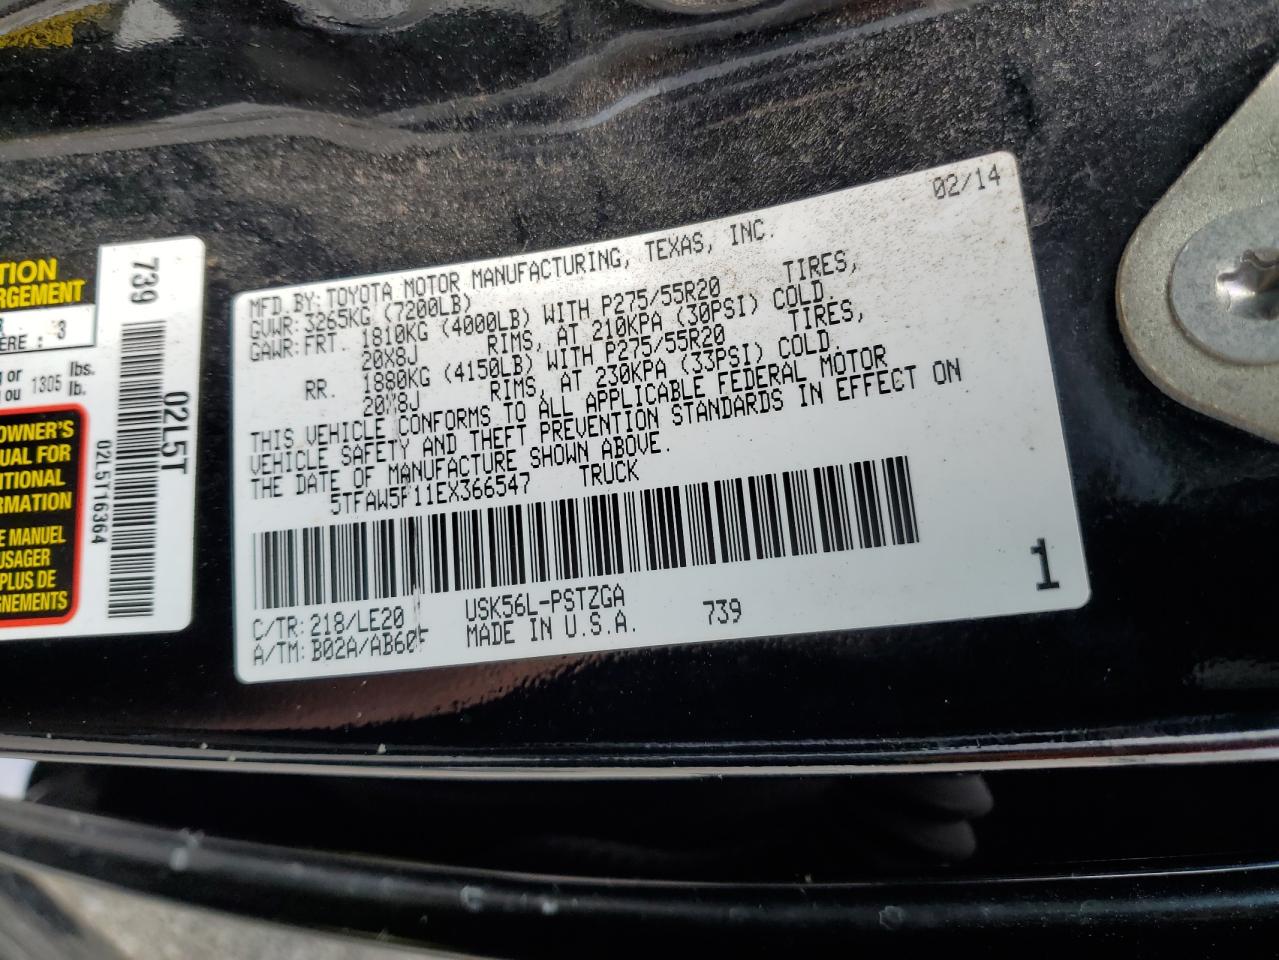 TION
RGEMENT
R
ERE : 3
g or lbs.
ou 1305 lb.
OWNER'S
UAL FOR
ITIONAL
RMATION
E MANUEL
USAGER
PLUS DE
GNEMENTS
739
02L5T
02L5T16364
02/14
MFD.BY: TOYOTA MOTOR MANUFACTURING, TEXAS, INC.
GVWR: 3265KG (7200LB)
GAWR: FRT. 1810KG (4000LB) WITH P275/55R20 TIRES,
20X8J RIMS, AT 210KPA (30PSI) COLD
RR. 1880KG (4150LB) WITH P275/55R20 TIRES,
20X8J RIMS, AT 230KPA (33PSI) COLD
THIS VEHICLE CONFORMS TO ALL APPLICABLE FEDERAL MOTOR
VEHICLE SAFETY AND THEFT PREVENTION STANDARDS IN EFFECT ON
THE DATE OF MANUFACTURE SHOWN ABOVE.
5TFAW5F11EX366547 TRUCK
C/TR: 218/LE20 USK56L-PSTZGA
A/TM: B02A/AB60F MADE IN U.S.A. 739
1